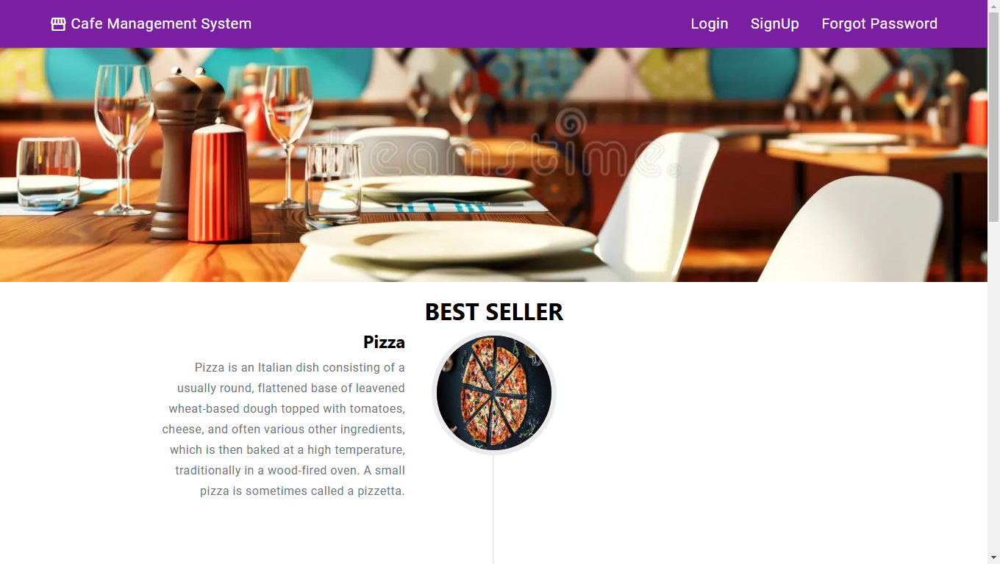 Cafe Management System
Login SignUp Forgot Password
dreamstime.
BEST SELLER
Pizza
Pizza is an Italian dish consisting of a
usually round, flattened base of leavened
wheat-based dough topped with tomatoes,
cheese, and often various other ingredients,
which is then baked at a high temperature,
traditionally in a wood-fired oven. A small
pizza is sometimes called a pizzetta.